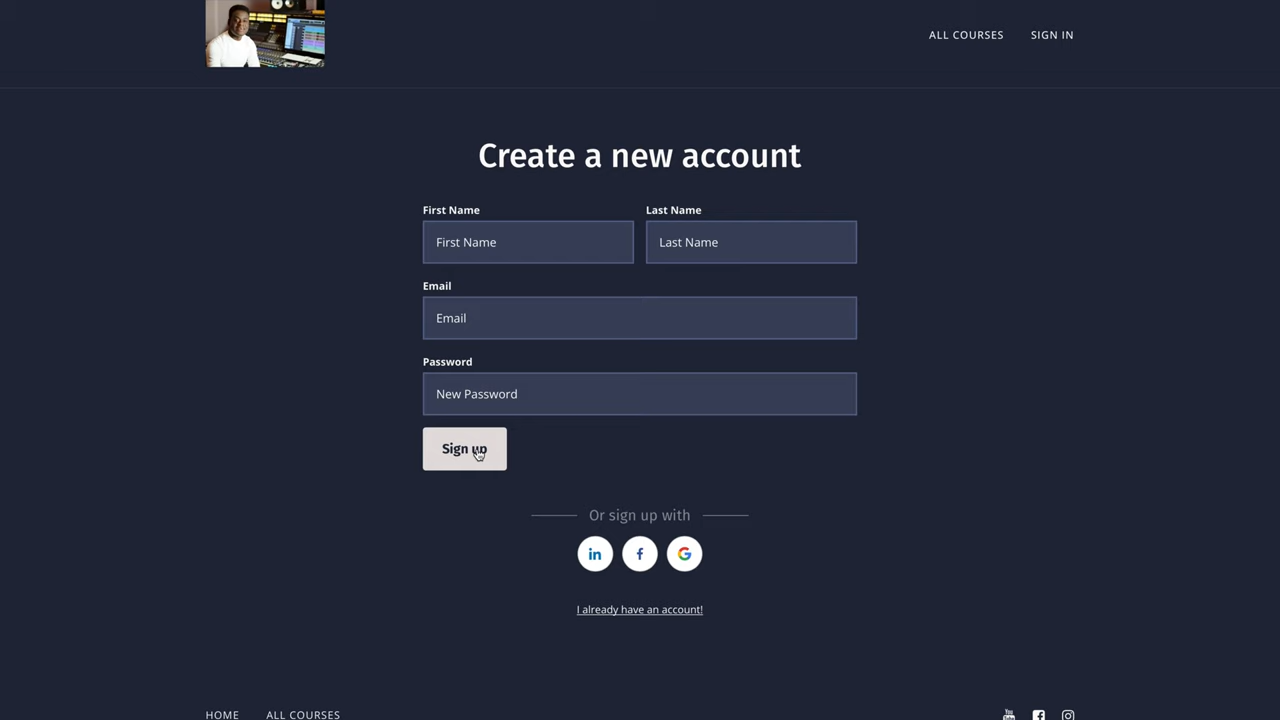 ALL COURSES SIGN IN
Create a new account
First Name Last Name
First Name Last Name
Email
Email
Password
New Password
Sign up
Or sign up with
in f G
I already have an account!
HOME ALL COURSES